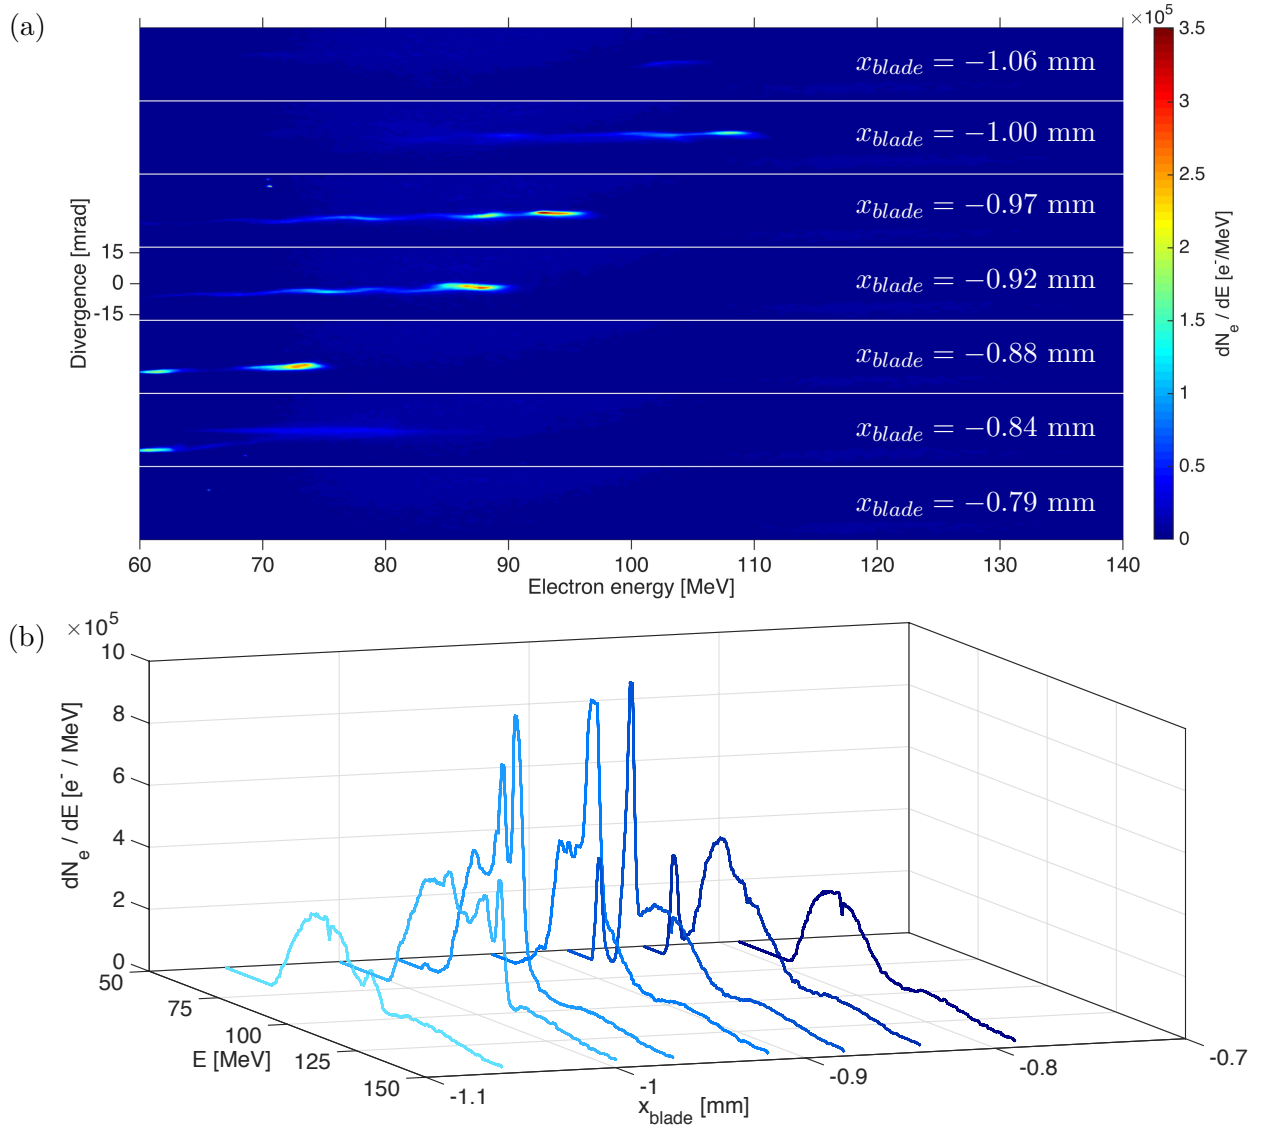 (a)
×10⁵
x_blade = −1.06 mm
x_blade = −1.00 mm
x_blade = −0.97 mm
x_blade = −0.92 mm
x_blade = −0.88 mm
x_blade = −0.84 mm
x_blade = −0.79 mm
Divergence [mrad]
15
0
-15
3.5
3
2.5
2
1.5
1
0.5
0
dN_e / dE [e⁻/MeV]
60 70 80 90 100 110 120 130 140
Electron energy [MeV]
(b)
×10⁵
10
8
6
4
2
0
dN_e / dE [e⁻ / MeV]
50
75
100
125
150
E [MeV]
-1.1 -1 -0.9 -0.8 -0.7
x_blade [mm]